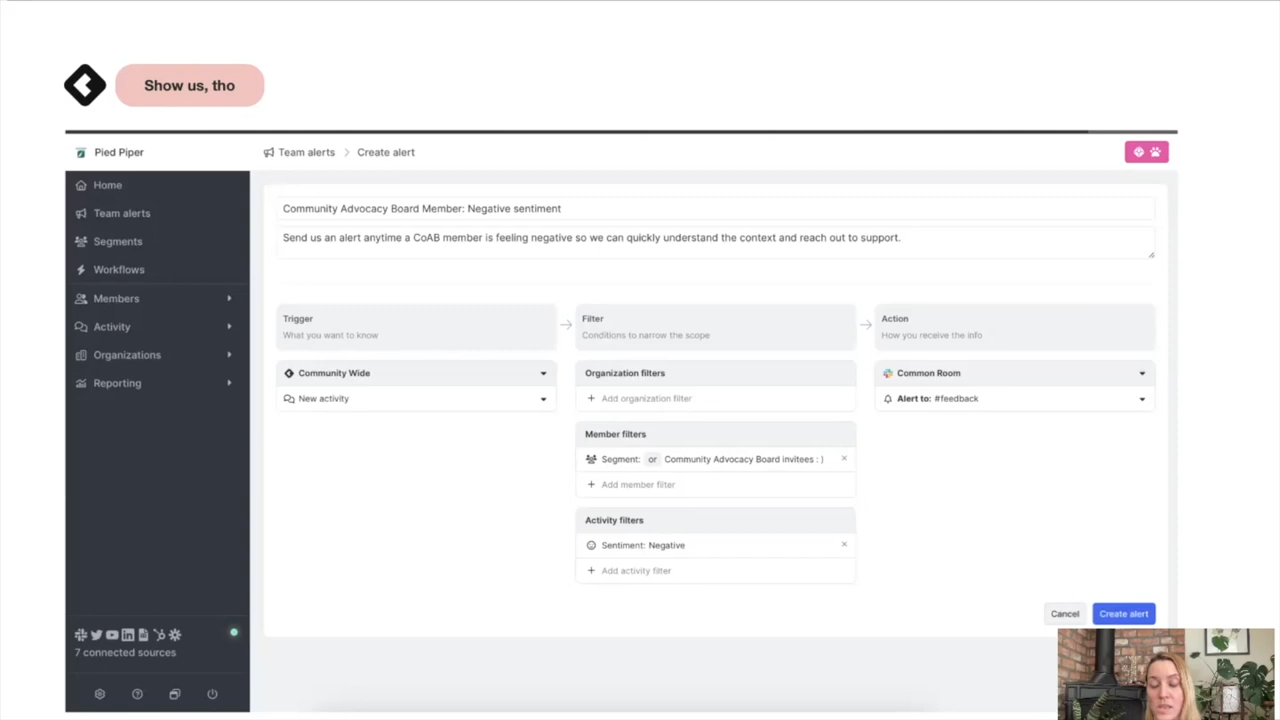 Show us, tho
Pied Piper
Team alerts > Create alert
Home
Team alerts
Segments
Workflows
Members
Activity
Organizations
Reporting
7 connected sources
Community Advocacy Board Member: Negative sentiment
Send us an alert anytime a CoAB member is feeling negative so we can quickly understand the context and reach out to support.
Trigger
What you want to know
Community Wide
New activity
Filter
Conditions to narrow the scope
Organization filters
+ Add organization filter
Member filters
Segment: or Community Advocacy Board invitees : )
+ Add member filter
Activity filters
Sentiment: Negative
+ Add activity filter
Action
How you receive the info
Common Room
Alert to: #feedback
Cancel
Create alert